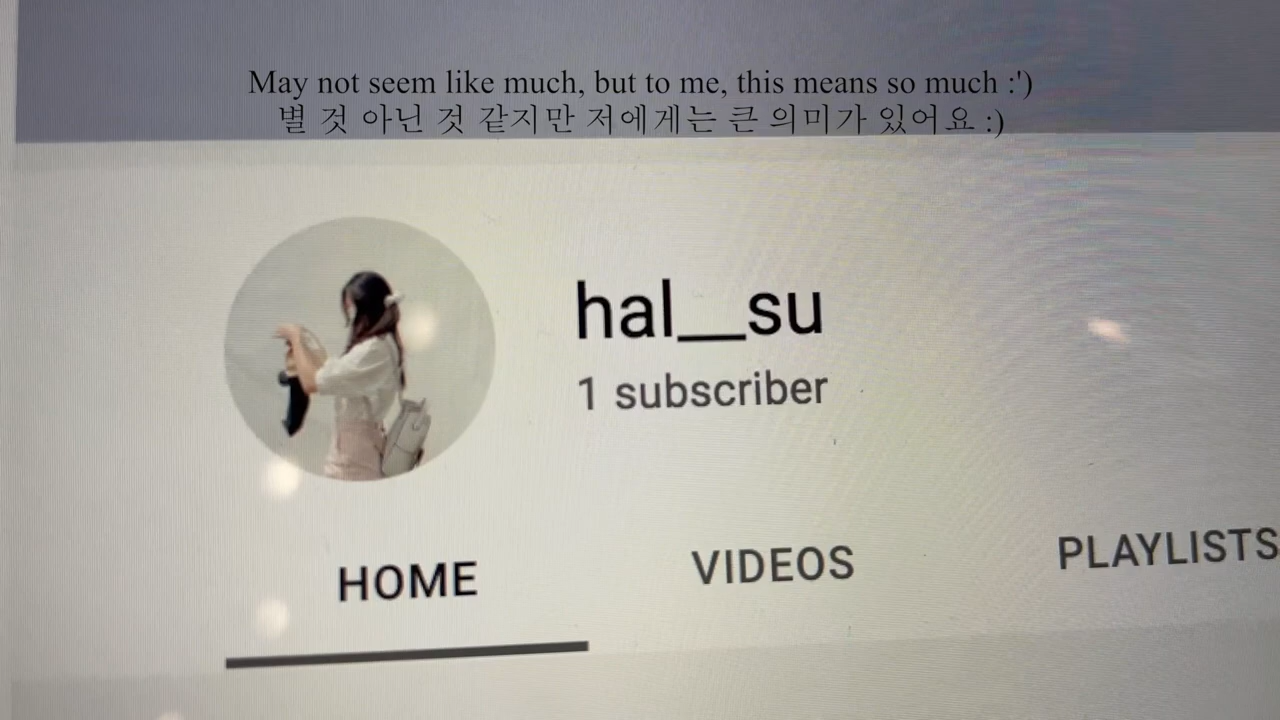 May not seem like much, but to me, this means so much :')
별 것 아닌 것 같지만 저에게는 큰 의미가 있어요 :)
hal__su
1 subscriber
HOME
VIDEOS
PLAYLISTS